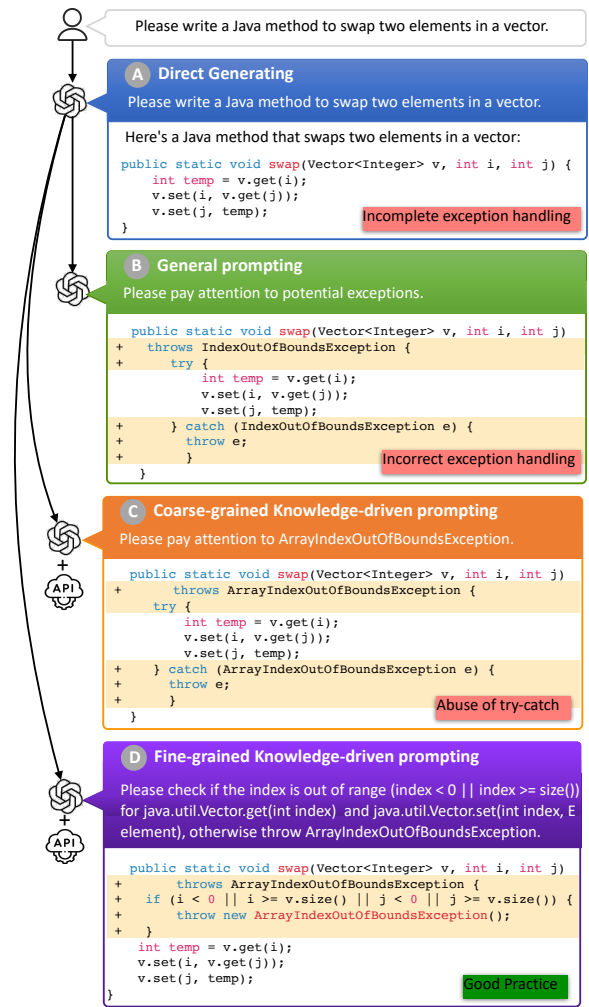 Please write a Java method to swap two elements in a vector.
A Direct Generating
Please write a Java method to swap two elements in a vector.
Here's a Java method that swaps two elements in a vector:
public static void swap(Vector<Integer> v, int i, int j) {
int temp = v.get(i);
v.set(i, v.get(j));
v.set(j, temp);
}
Incomplete exception handling
B General prompting
Please pay attention to potential exceptions.
public static void swap(Vector<Integer> v, int i, int j)
+ throws IndexOutOfBoundsException {
+ try {
int temp = v.get(i);
v.set(i, v.get(j));
v.set(j, temp);
+ } catch (IndexOutOfBoundsException e) {
+ throw e;
+ }
}
Incorrect exception handling
C Coarse-grained Knowledge-driven prompting
Please pay attention to ArrayIndexOutOfBoundsException.
+
API
public static void swap(Vector<Integer> v, int i, int j)
+ throws ArrayIndexOutOfBoundsException {
try {
int temp = v.get(i);
v.set(i, v.get(j));
v.set(j, temp);
+ } catch (ArrayIndexOutOfBoundsException e) {
+ throw e;
+ }
}
Abuse of try-catch
D Fine-grained Knowledge-driven prompting
Please check if the index is out of range (index < 0 || index >= size())
for java.util.Vector.get(int index) and java.util.Vector.set(int index, E
element), otherwise throw ArrayIndexOutOfBoundsException.
+
API
public static void swap(Vector<Integer> v, int i, int j)
+ throws ArrayIndexOutOfBoundsException {
+ if (i < 0 || i >= v.size() || j < 0 || j >= v.size()) {
+ throw new ArrayIndexOutOfBoundsException();
+ }
int temp = v.get(i);
v.set(i, v.get(j));
v.set(j, temp);
}
Good Practice